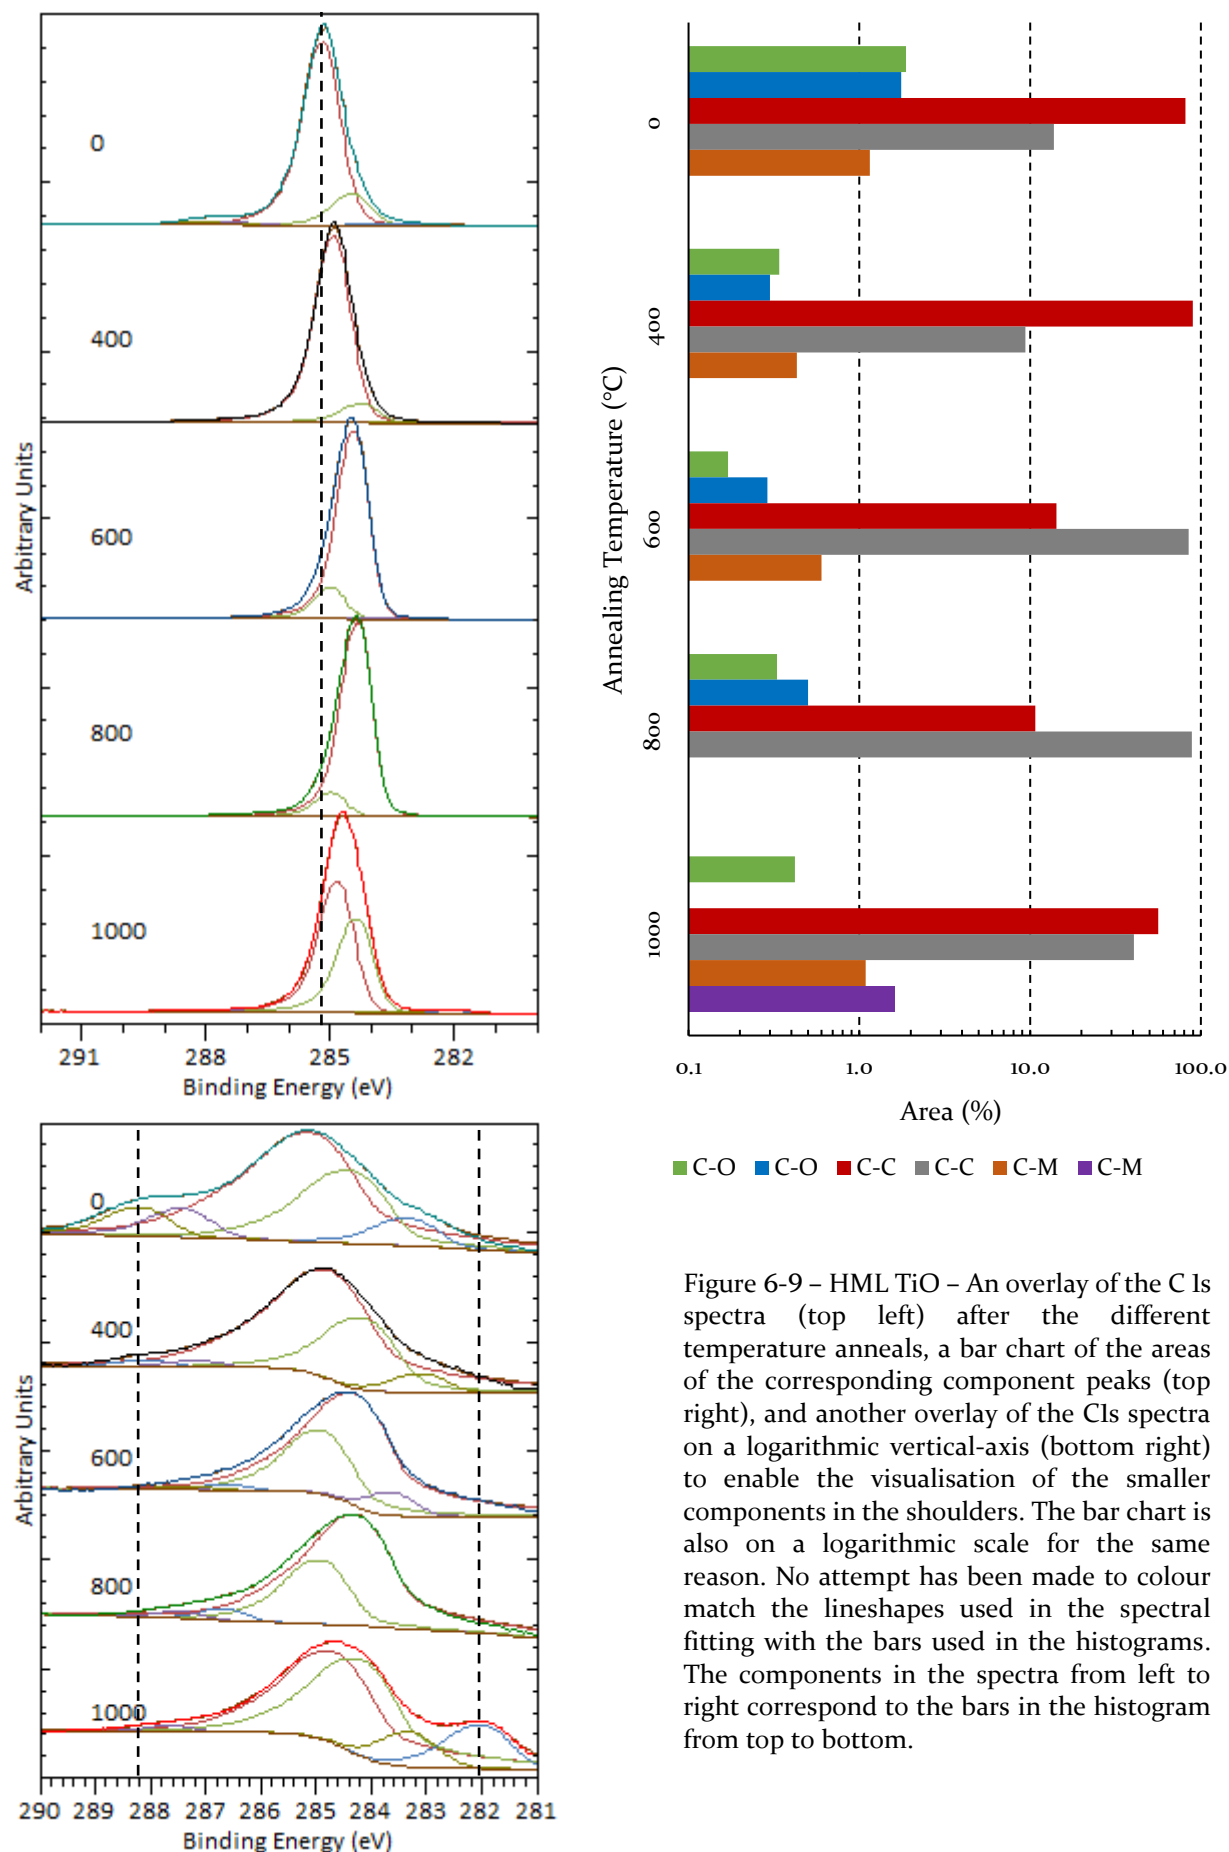 0
400
600
800
1000
Arbitrary Units
291 288 285 282
Binding Energy (eV)
0
400
600
800
1000
Annealing Temperature (°C)
0.1 1.0 10.0 100.0
Area (%)
C-O C-O C-C C-C C-M C-M
0
400
600
800
1000
Arbitrary Units
290 289 288 287 286 285 284 283 282 281
Binding Energy (eV)
Figure 6-9 – HML TiO – An overlay of the C 1s
spectra (top left) after the different
temperature anneals, a bar chart of the areas
of the corresponding component peaks (top
right), and another overlay of the C1s spectra
on a logarithmic vertical-axis (bottom right)
to enable the visualisation of the smaller
components in the shoulders. The bar chart is
also on a logarithmic scale for the same
reason. No attempt has been made to colour
match the lineshapes used in the spectral
fitting with the bars used in the histograms.
The components in the spectra from left to
right correspond to the bars in the histogram
from top to bottom.